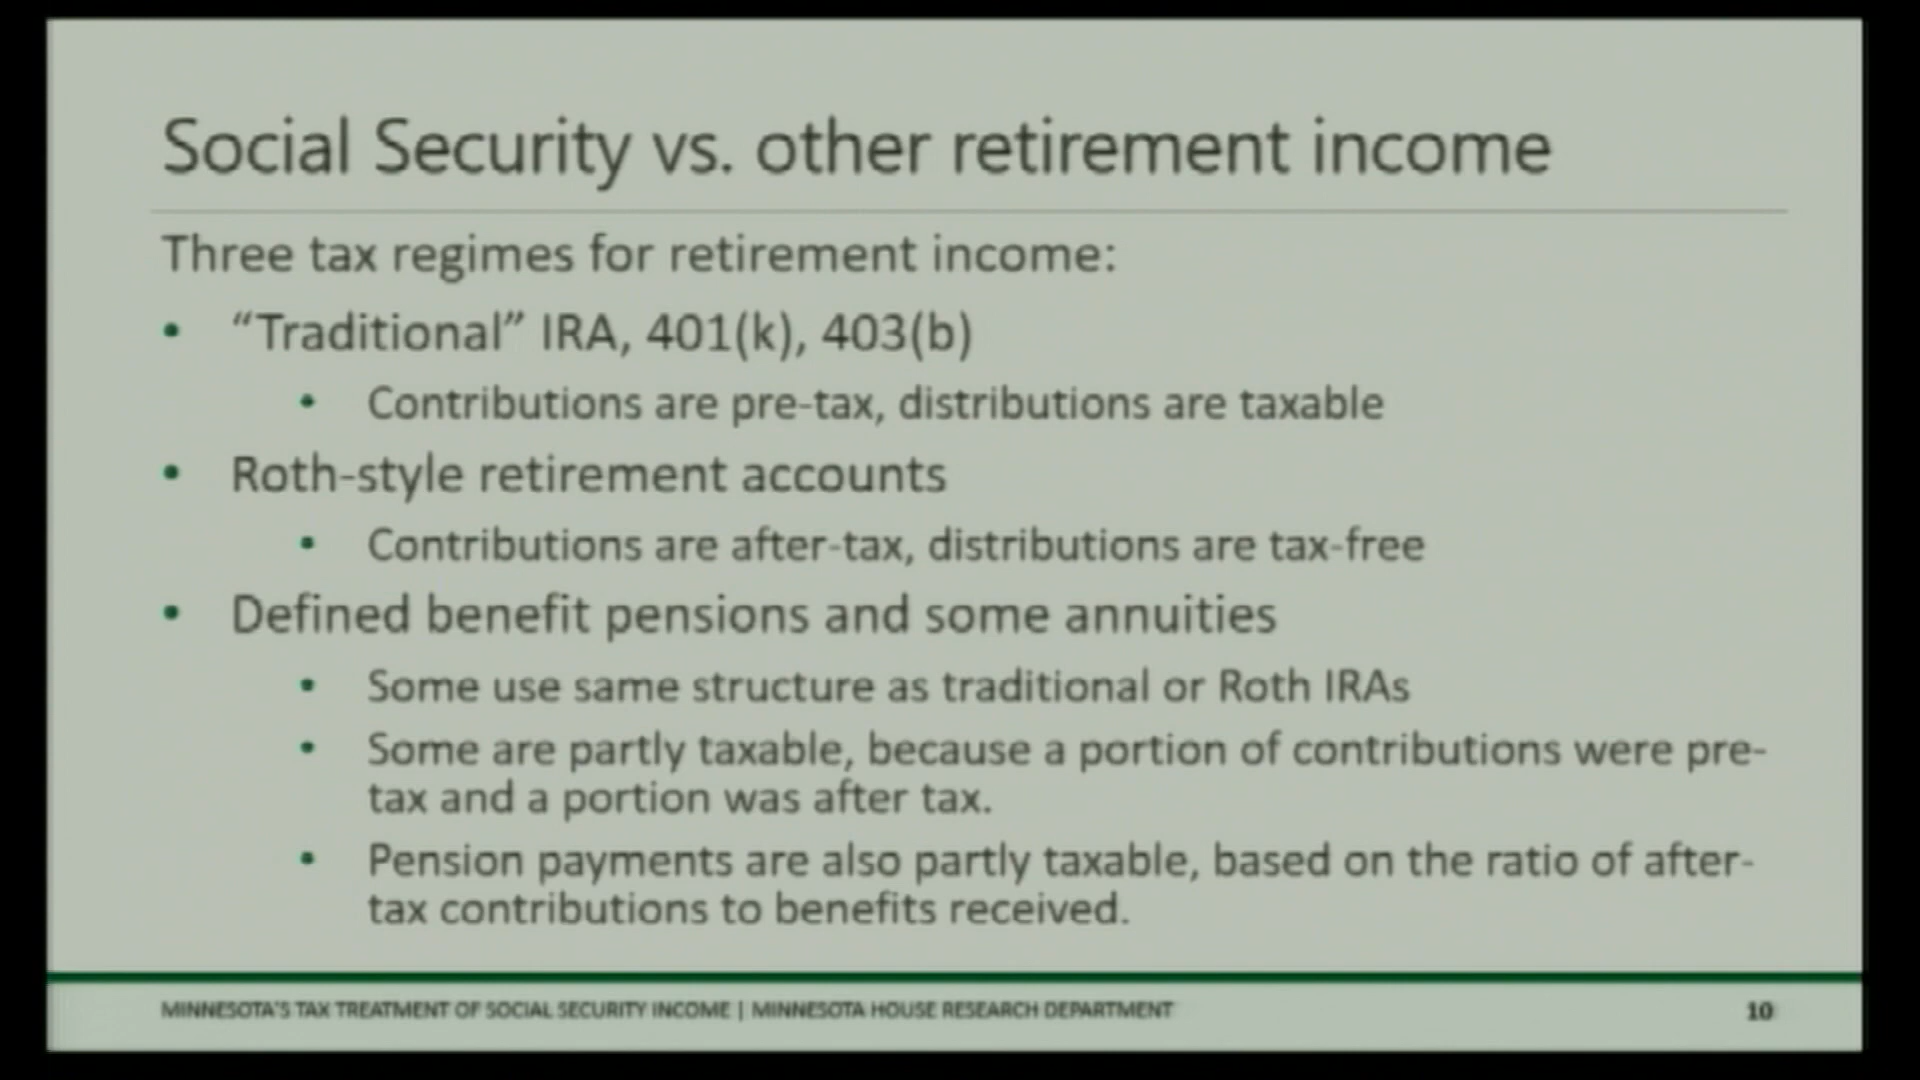 Social Security vs. other retirement income
Three tax regimes for retirement income:
• “Traditional” IRA, 401(k), 403(b)
• Contributions are pre-tax, distributions are taxable
• Roth-style retirement accounts
• Contributions are after-tax, distributions are tax-free
• Defined benefit pensions and some annuities
• Some use same structure as traditional or Roth IRAs
• Some are partly taxable, because a portion of contributions were pre-
tax and a portion was after tax.
• Pension payments are also partly taxable, based on the ratio of after-
tax contributions to benefits received.
MINNESOTA'S TAX TREATMENT OF SOCIAL SECURITY INCOME | MINNESOTA HOUSE RESEARCH DEPARTMENT
10